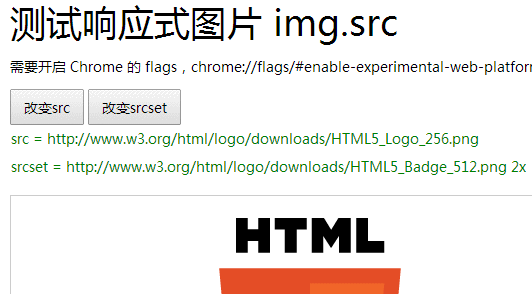 测试响应式图片 img.src
需要开启 Chrome 的 flags，chrome://flags/#enable-experimental-web-platfor
改变src 改变srcset
src = http://www.w3.org/html/logo/downloads/HTML5_Logo_256.png
srcset = http://www.w3.org/html/logo/downloads/HTML5_Badge_512.png 2x
HTML